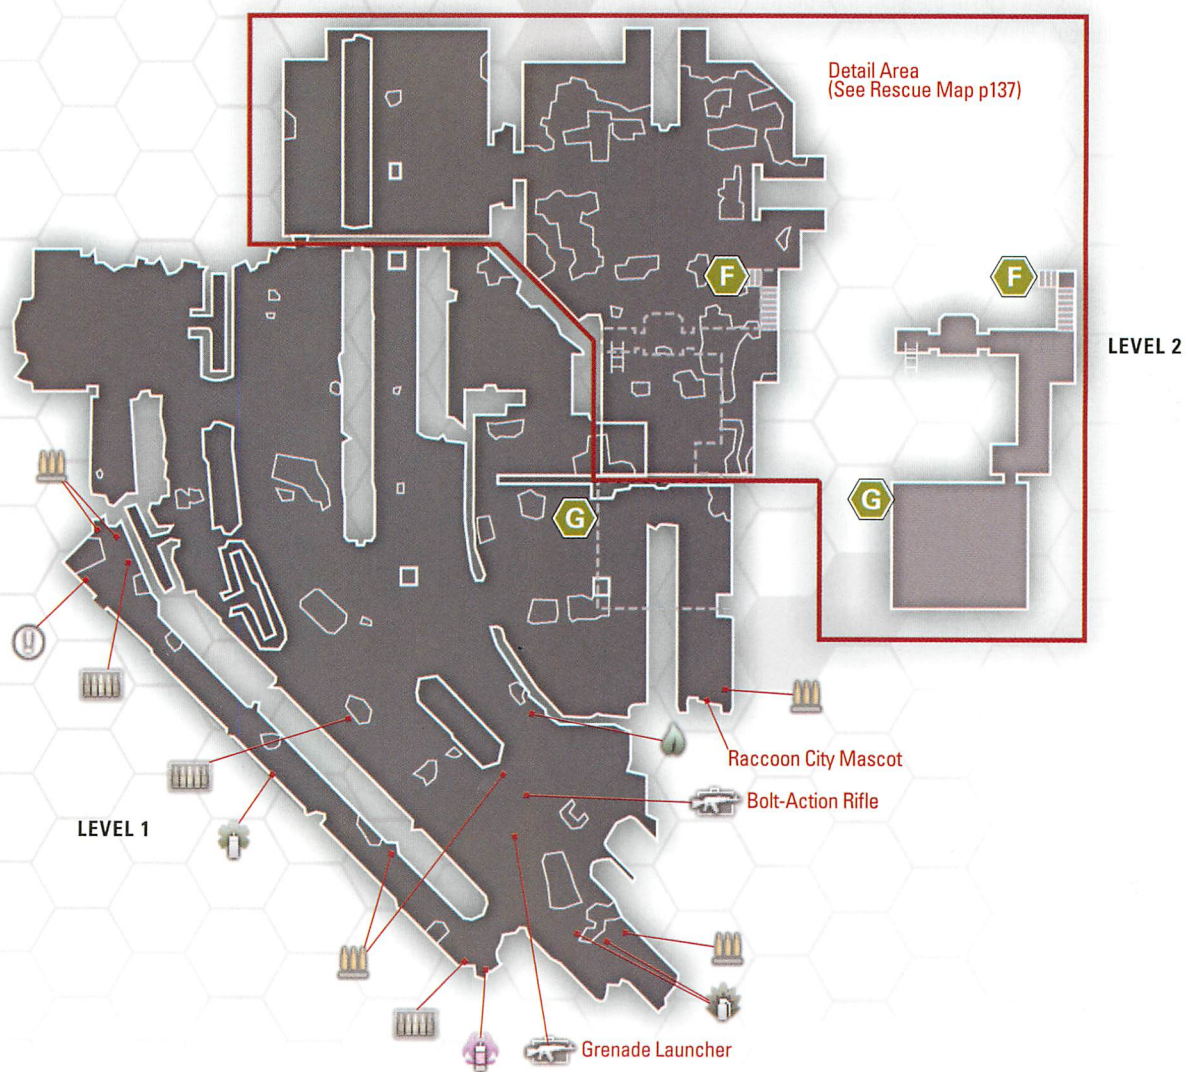 Detail Area
(See Rescue Map p137)
F
F
LEVEL 2
G
G
Raccoon City Mascot
Bolt-Action Rifle
LEVEL 1
Grenade Launcher